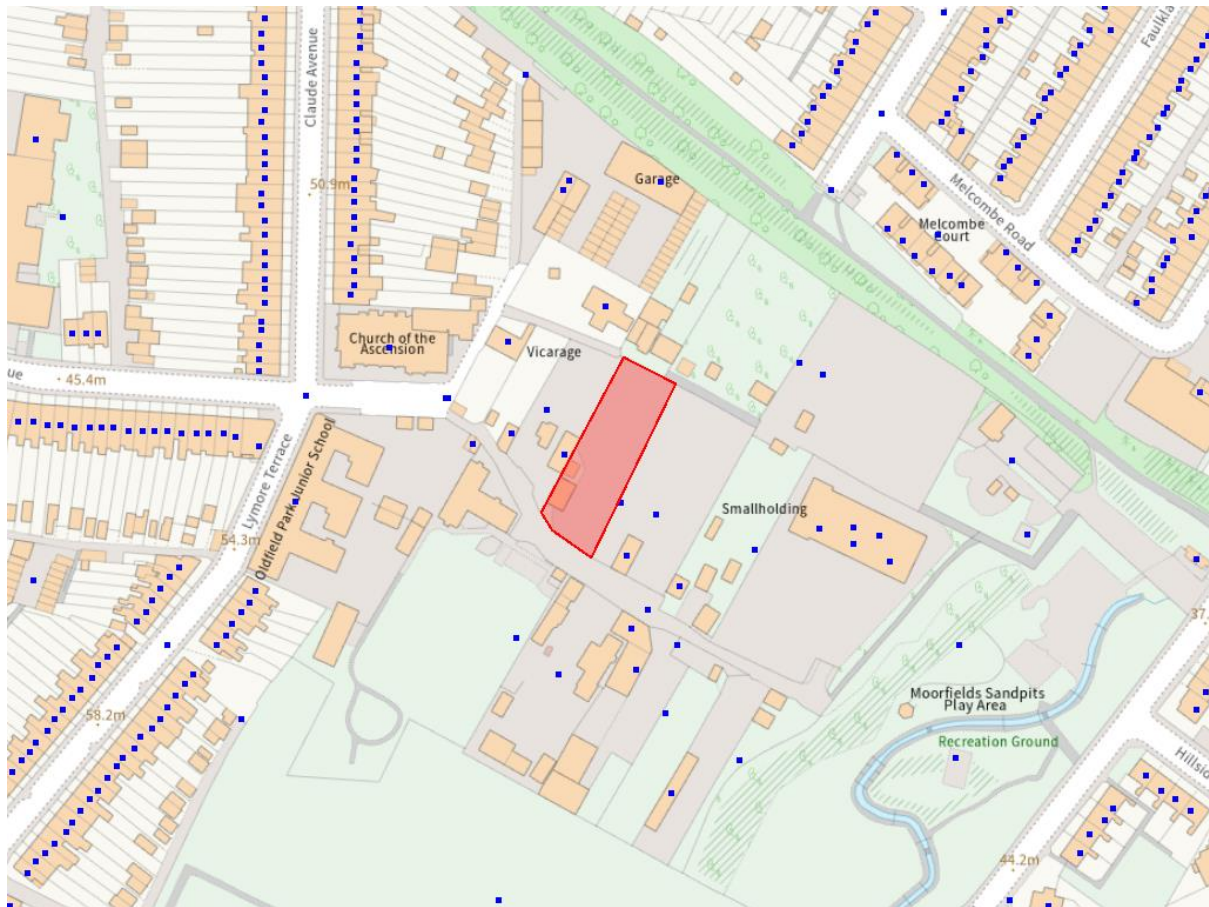 Claude Avenue
50.9m
Garage
Melcombe Road
Melcombe
Court
Church of the
Ascension
Vicarage
ue
45.4m
Lymore Terrace
Oldfield Park Junior School
54.3m
Smallholding
58.2m
Moorfields Sandpits
Play Area
Recreation Ground
44.2m